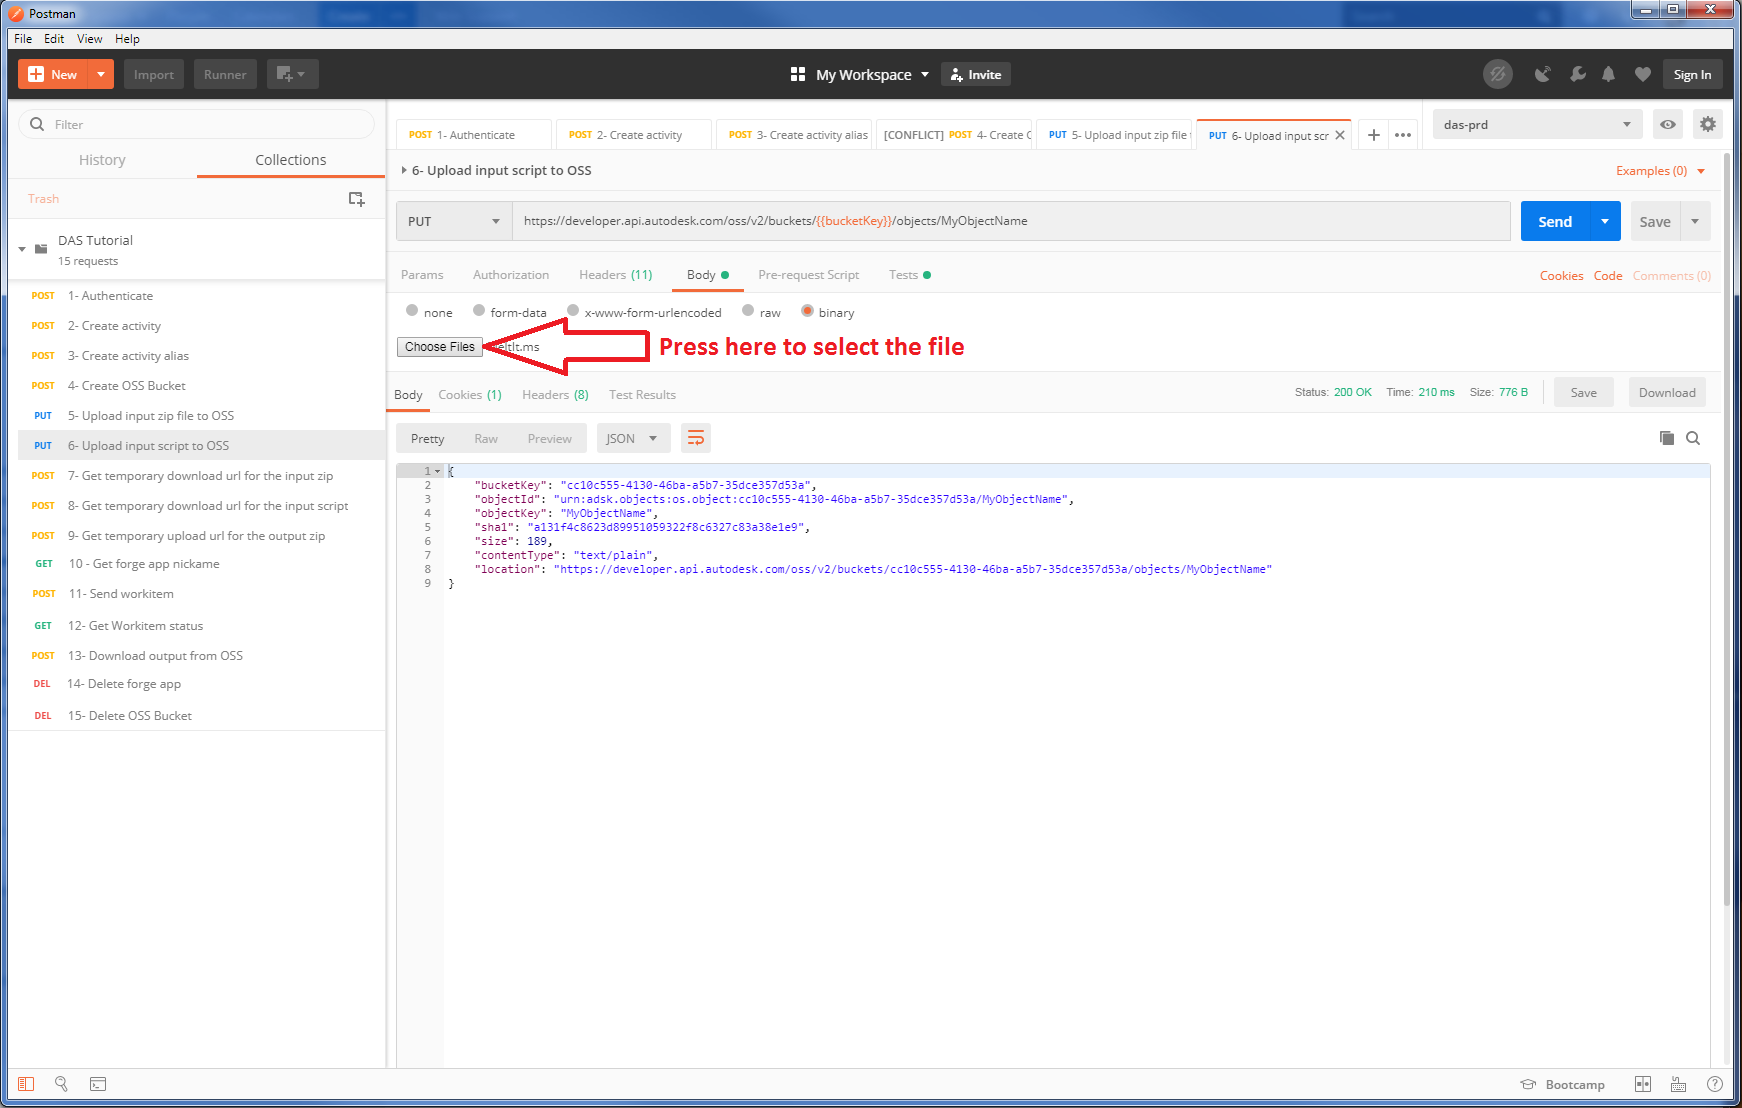 Postman
File Edit View Help
New Import Runner My Workspace Invite Sign In
Filter
History Collections
Trash
DAS Tutorial
15 requests
POST 1- Authenticate
POST 2- Create activity
POST 3- Create activity alias
POST 4- Create OSS Bucket
PUT 5- Upload input zip file to OSS
PUT 6- Upload input script to OSS
POST 7- Get temporary download url for the input zip
POST 8- Get temporary download url for the input script
POST 9- Get temporary upload url for the output zip
GET 10 - Get forge app nickame
POST 11- Send workitem
GET 12- Get Workitem status
POST 13- Download output from OSS
DEL 14- Delete forge app
DEL 15- Delete OSS Bucket
POST 1- Authenticate POST 2- Create activity POST 3- Create activity alias [CONFLICT] POST 4- Create PUT 5- Upload input zip file PUT 6- Upload input scr das-prd
6- Upload input script to OSS Examples (0)
PUT https://developer.api.autodesk.com/oss/v2/buckets/{{bucketKey}}/objects/MyObjectName Send Save
Params Authorization Headers (11) Body Pre-request Script Tests Cookies Code Comments (0)
none form-data x-www-form-urlencoded raw binary
Choose Files Press here to select the file
Body Cookies (1) Headers (8) Test Results Status: 200 OK Time: 210 ms Size: 776 B Save Download
Pretty Raw Preview JSON
1 {
2 "bucketKey": "cc10c555-4130-46ba-a5b7-35dce357d53a",
3 "objectId": "urn:adsk.objects:os.object:cc10c555-4130-46ba-a5b7-35dce357d53a/MyObjectName",
4 "objectKey": "MyObjectName",
5 "sha1": "a131f4c8623d89951059322f8c6327c83a38e1e9",
6 "size": 189,
7 "contentType": "text/plain",
8 "location": "https://developer.api.autodesk.com/oss/v2/buckets/cc10c555-4130-46ba-a5b7-35dce357d53a/objects/MyObjectName"
9 }
Bootcamp